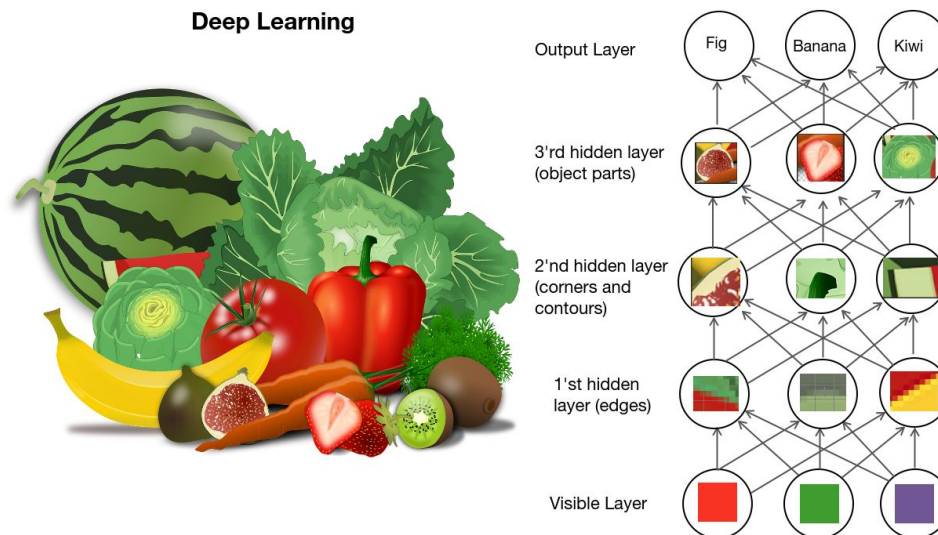 Deep Learning
Output Layer
Fig
Banana
Kiwi
3'rd hidden layer
(object parts)
2'nd hidden layer
(corners and
contours)
1'st hidden
layer (edges)
Visible Layer